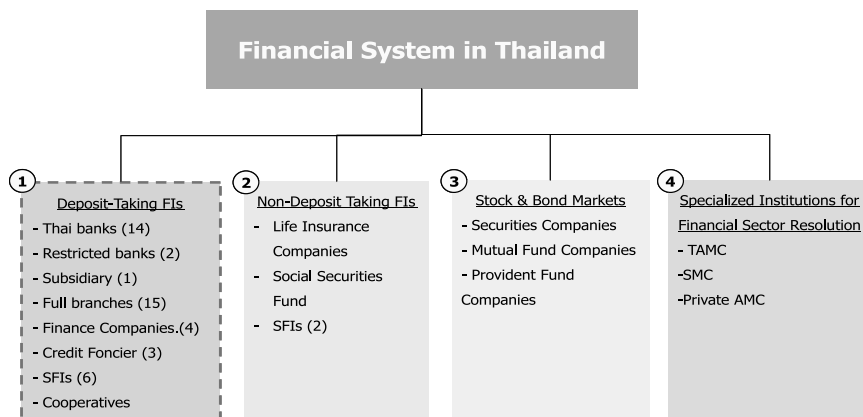 Financial System in Thailand
1
Deposit-Taking FIs
- Thai banks (14)
- Restricted banks (2)
- Subsidiary (1)
- Full branches (15)
- Finance Companies.(4)
- Credit Foncier (3)
- SFIs (6)
- Cooperatives
2
Non-Deposit Taking FIs
- Life Insurance
Companies
- Social Securities
Fund
- SFIs (2)
3
Stock & Bond Markets
- Securities Companies
- Mutual Fund Companies
- Provident Fund
Companies
4
Specialized Institutions for
Financial Sector Resolution
- TAMC
-SMC
-Private AMC